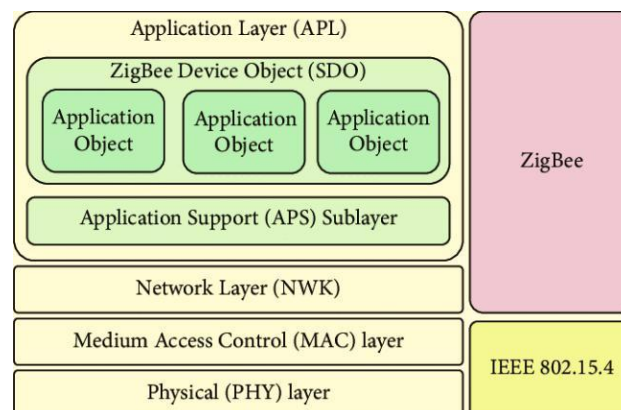 Application Layer (APL)
ZigBee Device Object (SDO)
Application
Object
Application
Object
Application
Object
Application Support (APS) Sublayer
Network Layer (NWK)
Medium Access Control (MAC) layer
Physical (PHY) layer
ZigBee
IEEE 802.15.4